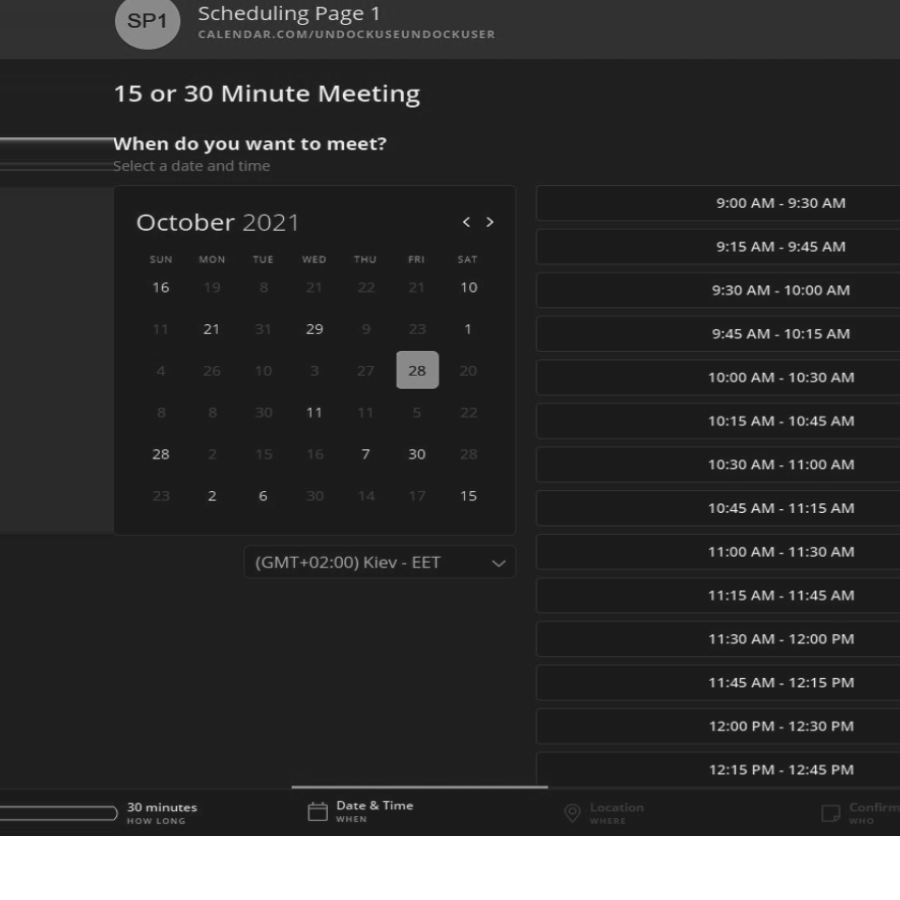 SP1
Scheduling Page 1
CALENDAR.COM/UNDOCKUSEUNDOCKUSER
15 or 30 Minute Meeting
When do you want to meet?
Select a date and time
October 2021 < >
SUN MON TUE WED THU FRI SAT
16 19 8 21 22 21 10
11 21 31 29 9 23 1
4 26 10 3 27 28 20
8 8 30 11 11 5 22
28 2 15 16 7 30 28
23 2 6 30 14 17 15
(GMT+02:00) Kiev - EET
9:00 AM - 9:30 AM
9:15 AM - 9:45 AM
9:30 AM - 10:00 AM
9:45 AM - 10:15 AM
10:00 AM - 10:30 AM
10:15 AM - 10:45 AM
10:30 AM - 11:00 AM
10:45 AM - 11:15 AM
11:00 AM - 11:30 AM
11:15 AM - 11:45 AM
11:30 AM - 12:00 PM
11:45 AM - 12:15 PM
12:00 PM - 12:30 PM
12:15 PM - 12:45 PM
30 minutes
HOW LONG
Date & Time
WHEN
Location
WHERE
Confirm
WHO